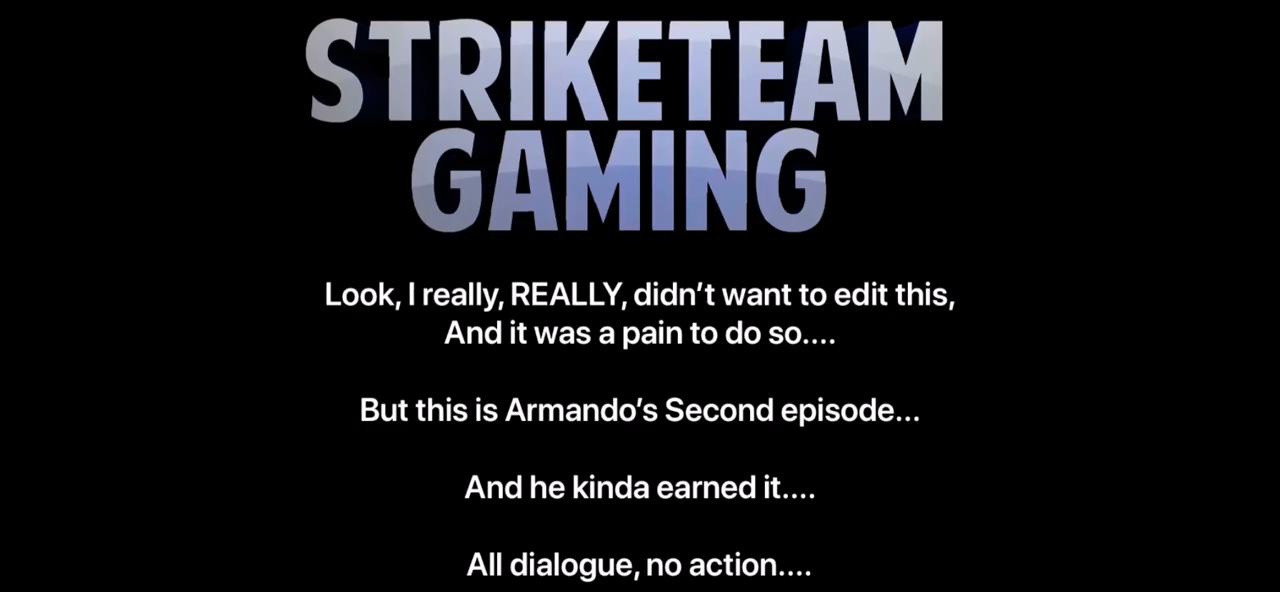 STRIKETEAM
GAMING
Look, I really, REALLY, didn't want to edit this,
And it was a pain to do so....
But this is Armando's Second episode...
And he kinda earned it....
All dialogue, no action....